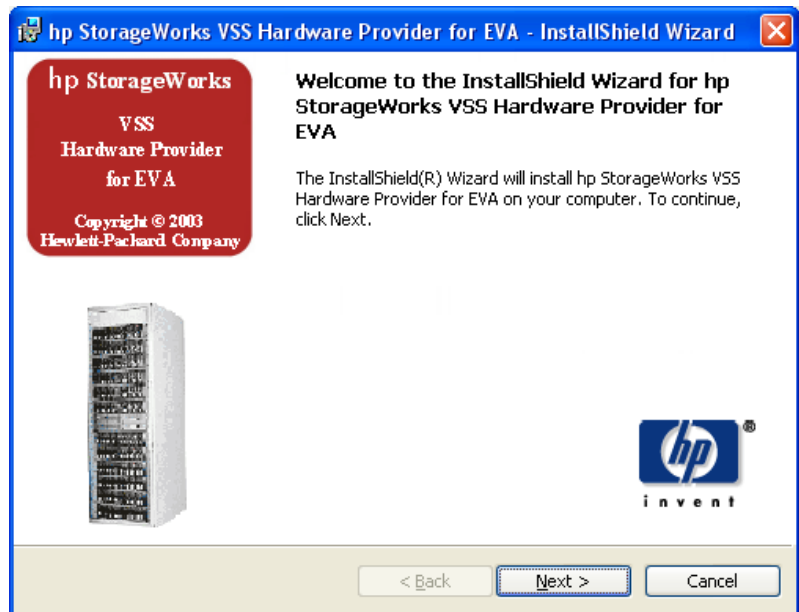 hp StorageWorks VSS Hardware Provider for EVA - InstallShield Wizard
hp StorageWorks
VSS
Hardware Provider
for EVA
Copyright © 2003
Hewlett-Packard Company
Welcome to the InstallShield Wizard for hp
StorageWorks VSS Hardware Provider for
EVA
The InstallShield(R) Wizard will install hp StorageWorks VSS
Hardware Provider for EVA on your computer. To continue,
click Next.
hp ®
invent
< Back
Next >
Cancel